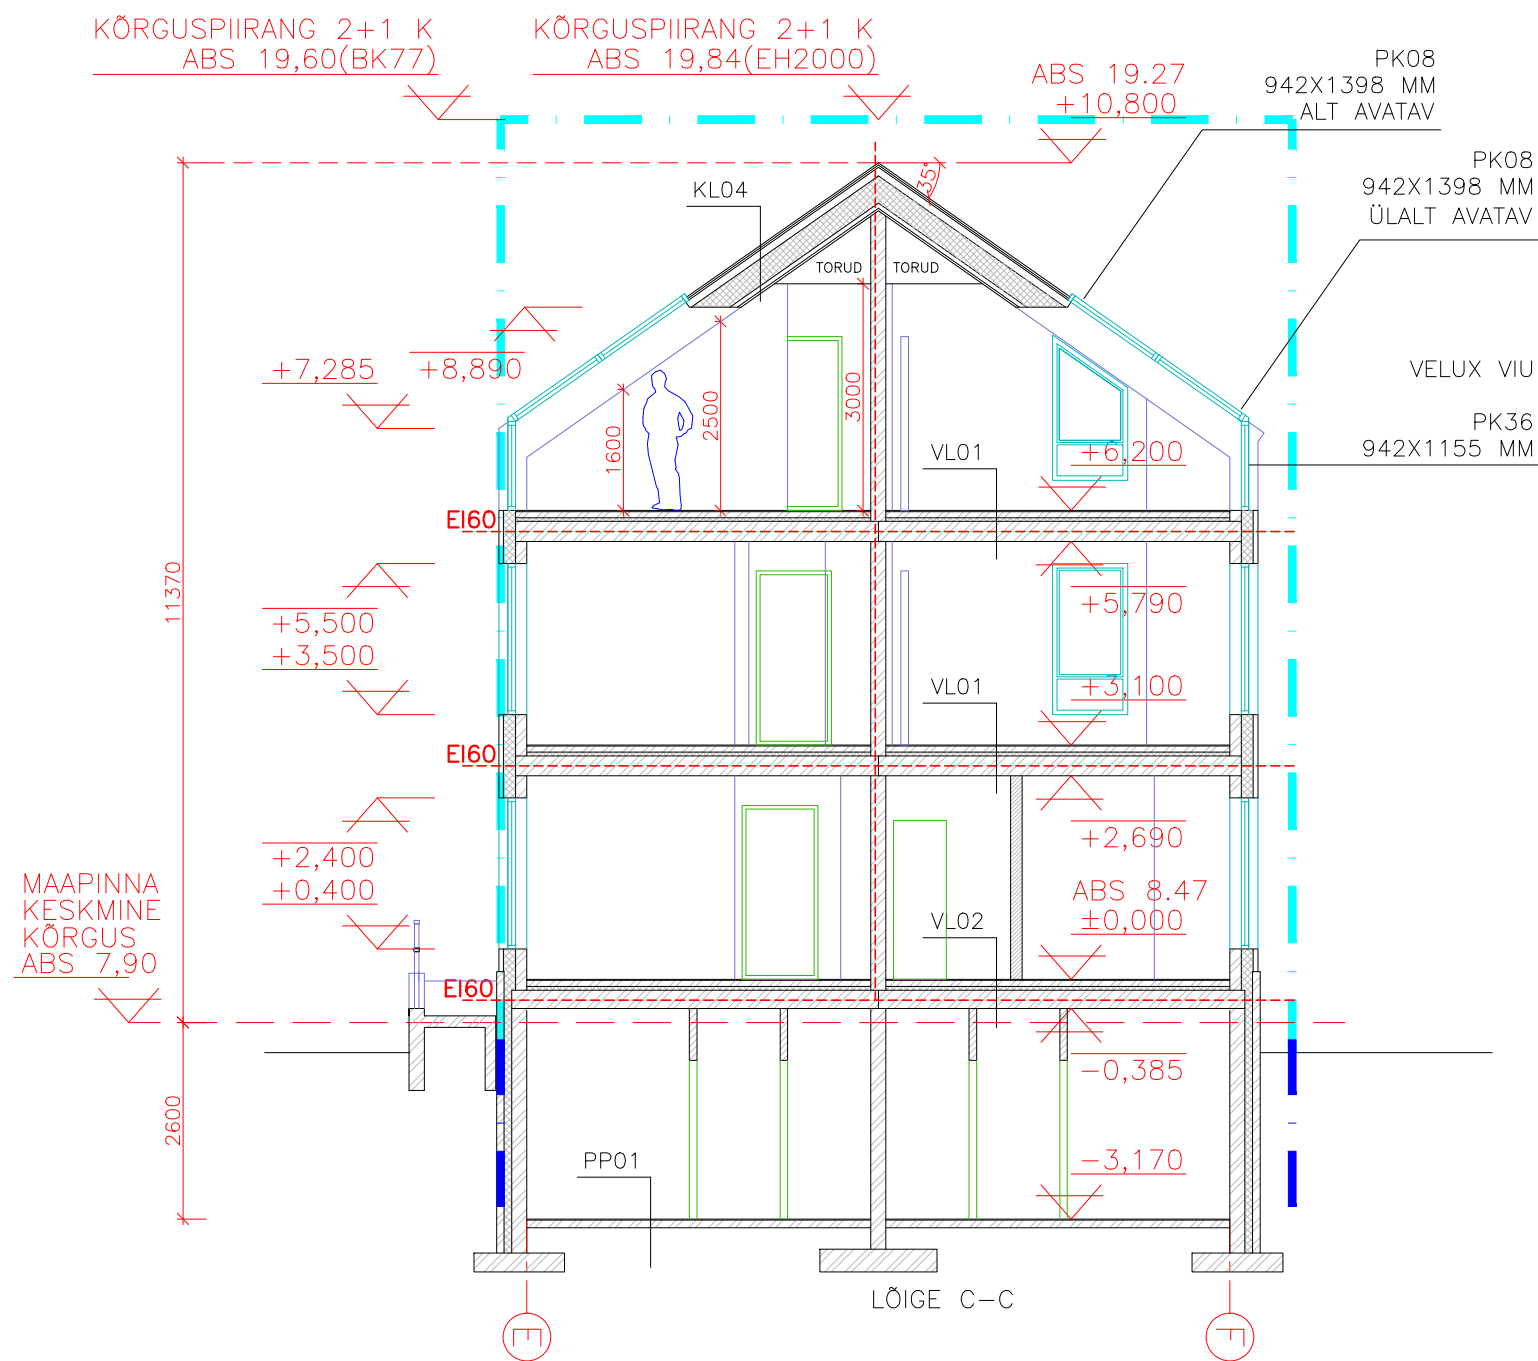 KÕRGUSPIIRANG 2+1 K
ABS 19,60(BK77)
KÕRGUSPIIRANG 2+1 K
ABS 19,84(EH2000)
ABS 19.27
+10,800
PK08
942X1398 MM
ALT AVATAV
PK08
942X1398 MM
ÜLALT AVATAV
KL04
35°
TORUD
TORUD
+7,285
+8,890
VELUX VIU
PK36
942X1155 MM
1600
2500
3000
VL01
+6,200
EI60
11370
+5,500
+3,500
+5,790
+3,100
VL01
EI60
+2,400
+0,400
+2,690
ABS 8.47
±0,000
VL02
MAAPINNA
KESKMINE
KÕRGUS
ABS 7,90
EI60
-0,385
2600
-3,170
PP01
LÕIGE C-C
E
F